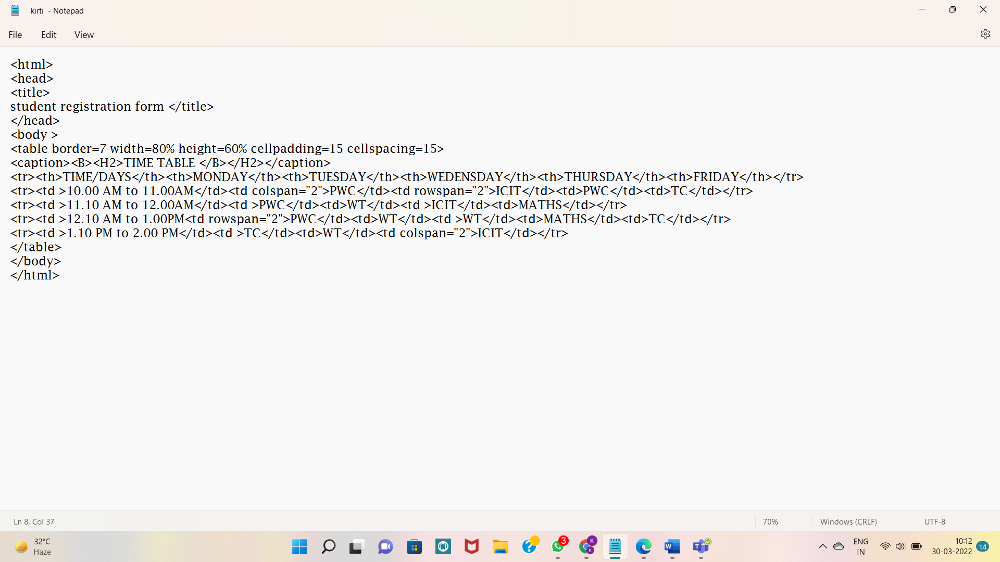 kirti - Notepad
File Edit View
<html>
<head>
<title>
student registration form </title>
</head>
<body >
<table border=7 width=80% height=60% cellpadding=15 cellspacing=15>
<caption><B><H2>TIME TABLE </B></H2></caption>
<tr><th>TIME/DAYS</th><th>MONDAY</th><th>TUESDAY</th><th>WEDENSDAY</th><th>THURSDAY</th><th>FRIDAY</th></tr>
<tr><td >10.00 AM to 11.00AM</td><td colspan="2">PWC</td><td rowspan="2">ICIT</td><td>PWC</td><td>TC</td></tr>
<tr><td >11.10 AM to 12.00AM</td><td >PWC</td><td>WT</td><td >ICIT</td><td>MATHS</td></tr>
<tr><td >12.10 AM to 1.00PM<td rowspan="2">PWC</td><td>WT</td><td >WT</td><td>MATHS</td><td>TC</td></tr>
<tr><td >1.10 PM to 2.00 PM</td><td >TC</td><td>WT</td><td colspan="2">ICIT</td></tr>
</table>
</body>
</html>
Ln 8, Col 37 70% Windows (CRLF) UTF-8
32°C
Haze
3
K
K
W
T
ENG
IN
10:12
30-03-2022
14